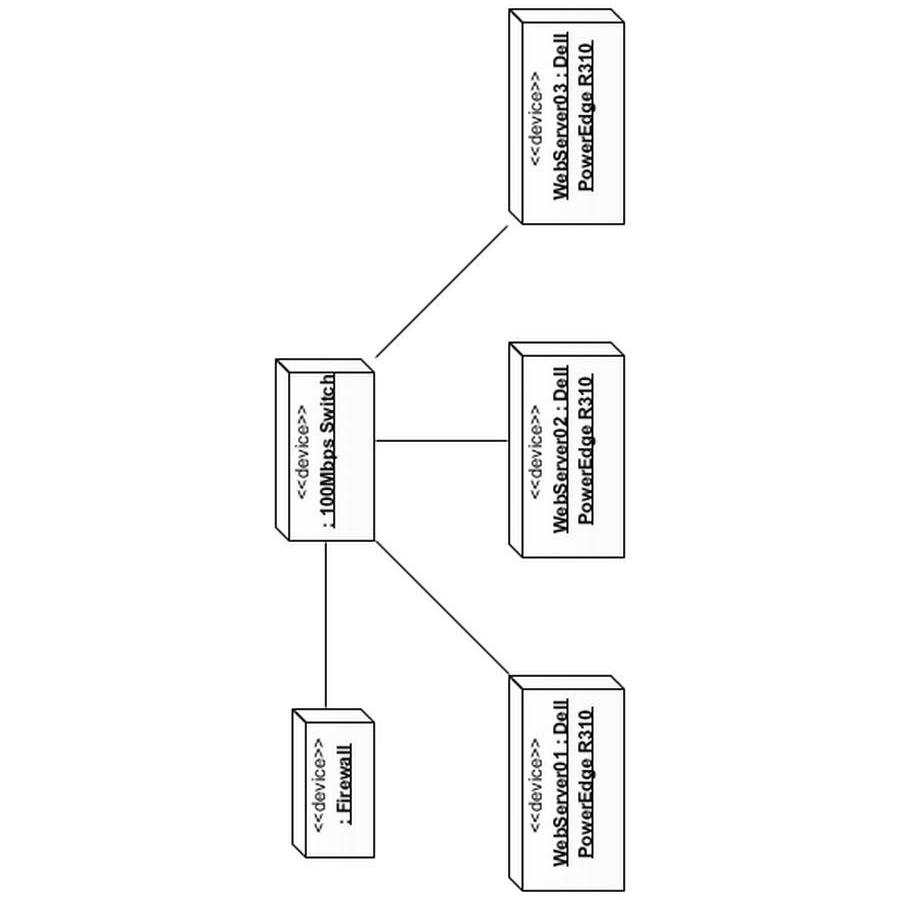 <<device>>
: Firewall
<<device>>
: 100Mbps Switch
<<device>>
WebServer01 : Dell
PowerEdge R310
<<device>>
WebServer02 : Dell
PowerEdge R310
<<device>>
WebServer03 : Dell
PowerEdge R310